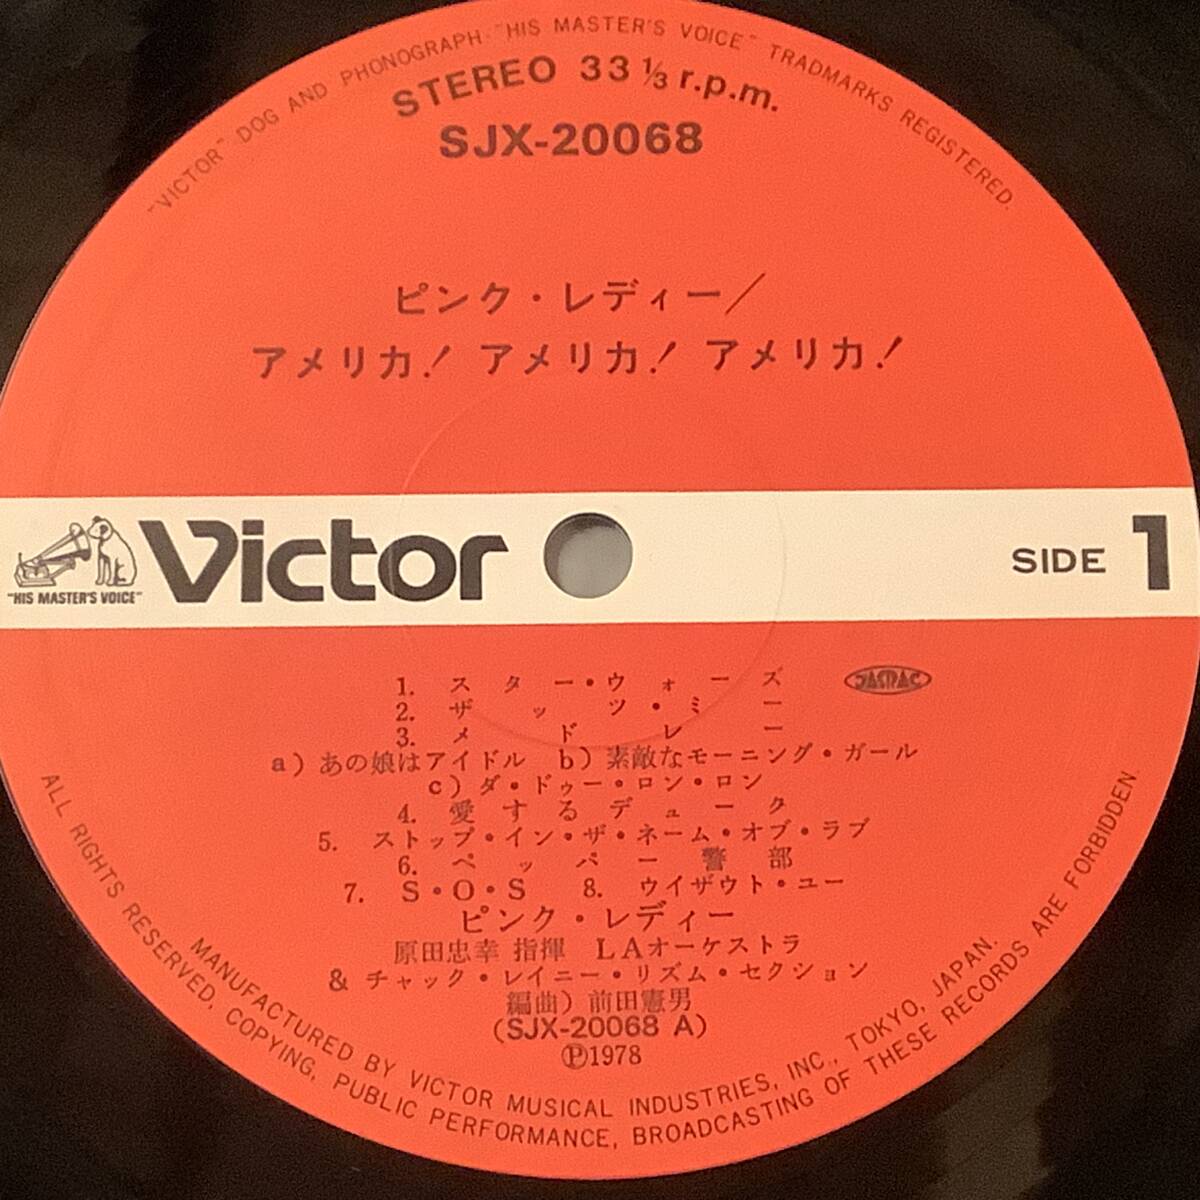 "VICTOR" DOG AND PHONOGRAPH·"HIS MASTER'S VOICE" TRADMARKS REGISTERED.
STEREO 33 1/3 r.p.m.
SJX-20068
ピンク・レディー/
アメリカ! アメリカ! アメリカ!
"HIS MASTER'S VOICE"
Victor
SIDE 1
1. スター・ウォーズ
JASRAC
2. ザッツ・ミー
3. メドレー
a) あの娘はアイドル b) 素敵なモーニング・ガール
c) ダ・ドゥー・ロン・ロン
4. 愛するデューク
5. ストップ・イン・ザ・ネーム・オブ・ラブ
6. ペッパー警部
7. S・O・S 8. ウイザウト・ユー
ピンク・レディー
原田忠幸 指揮 LAオーケストラ
& チャック・レイニー・リズム・セクション
編曲) 前田憲男
(SJX-20068 A)
Ⓟ1978
MANUFACTURED BY VICTOR MUSICAL INDUSTRIES, INC., TOKYO, JAPAN.
ALL RIGHTS RESERVED, COPYING, PUBLIC PERFORMANCE, BROADCASTING OF THESE RECORDS ARE FORBIDDEN.